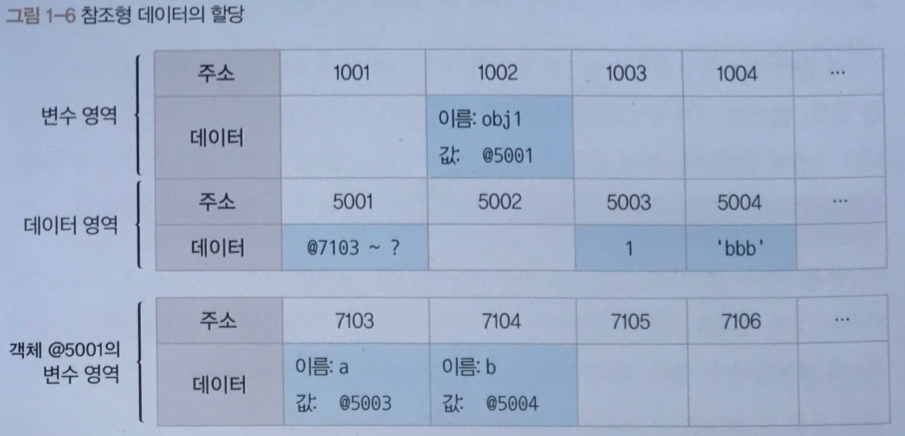 그림 1-6 참조형 데이터의 할당
변수 영역
주소 1001 1002 1003 1004 ...
데이터
이름: obj1
값: @5001
데이터 영역
주소 5001 5002 5003 5004 ...
데이터 @7103 ~ ? 1 'bbb'
객체 @5001의
변수 영역
주소 7103 7104 7105 7106 ...
데이터
이름: a 이름: b
값: @5003 값: @5004